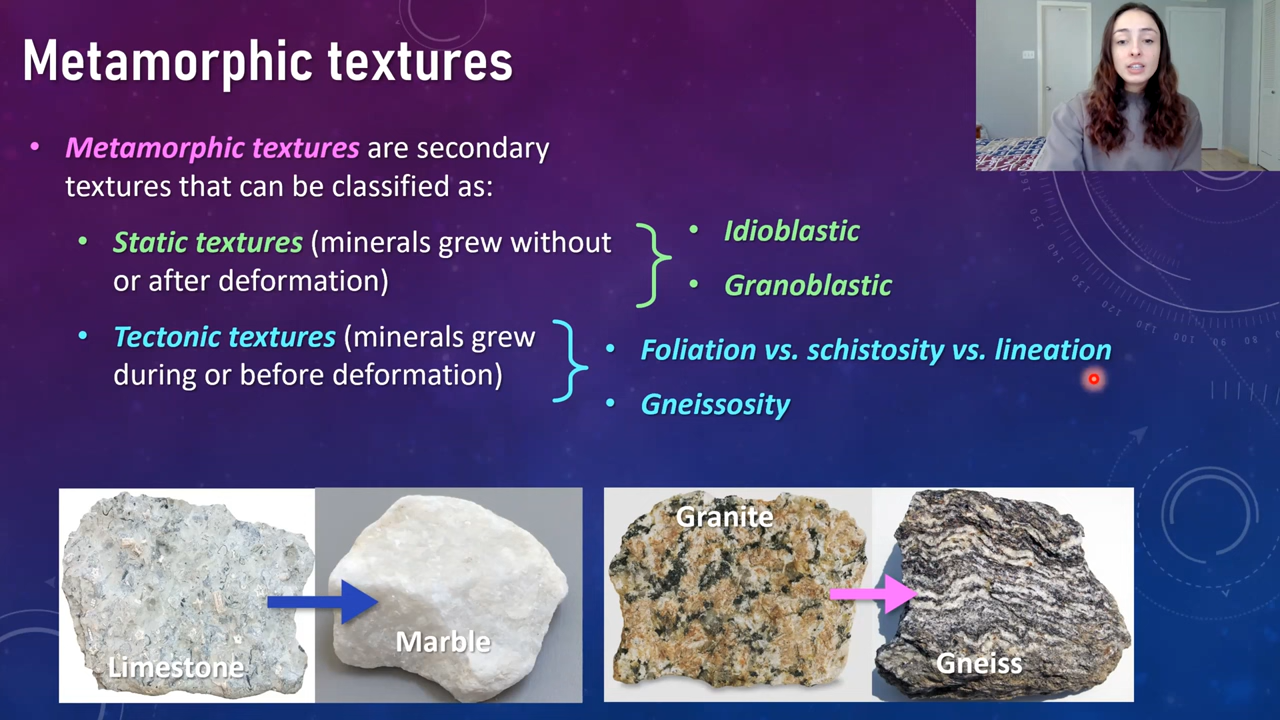 Metamorphic textures
• Metamorphic textures are secondary
textures that can be classified as:
• Static textures (minerals grew without
or after deformation)
• Idioblastic
• Granoblastic
• Tectonic textures (minerals grew
during or before deformation)
• Foliation vs. schistosity vs. lineation
• Gneissosity
Limestone
Marble
Granite
Gneiss